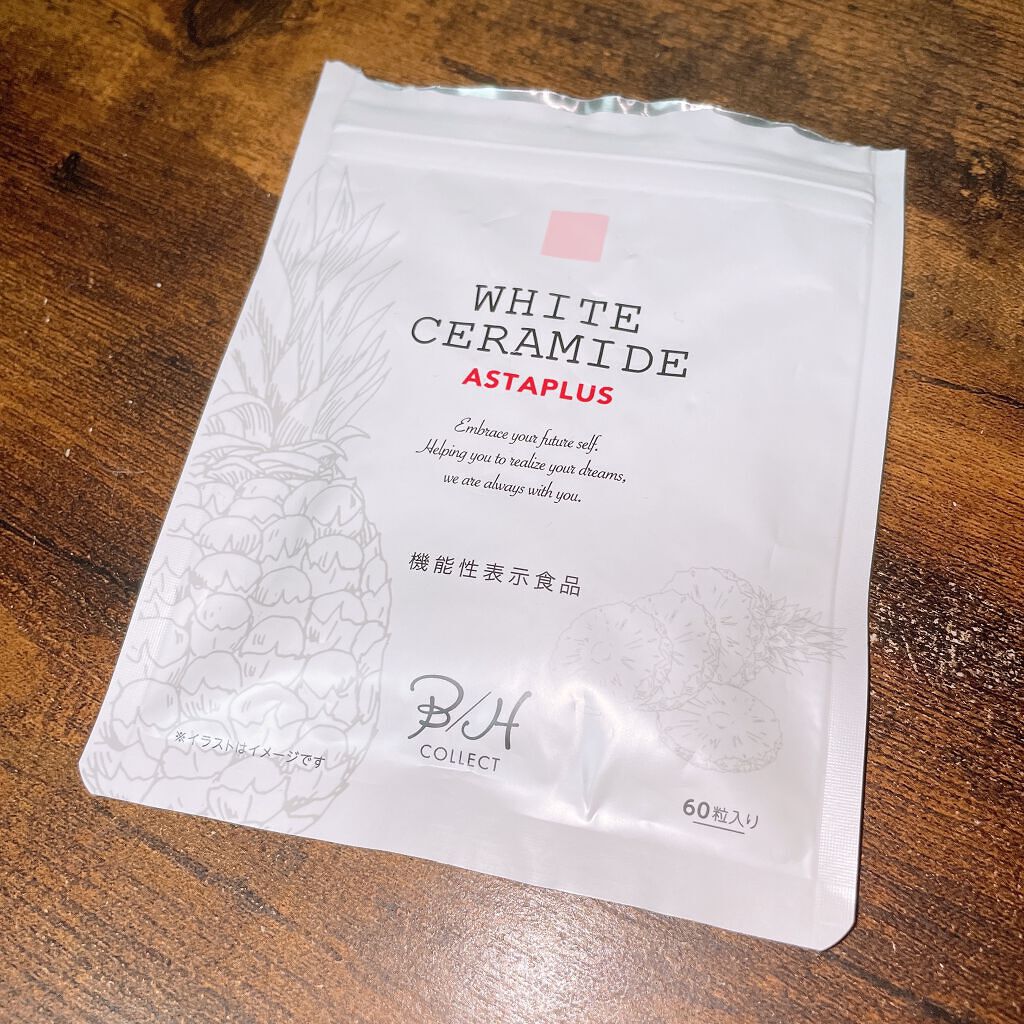 WHITE
CERAMIDE
ASTAPLUS
Embrace your future self.
Helping you to realize your dreams,
we are always with you.
機能性表示食品
B/H
COLLECT
※イラストはイメージです
60粒入り